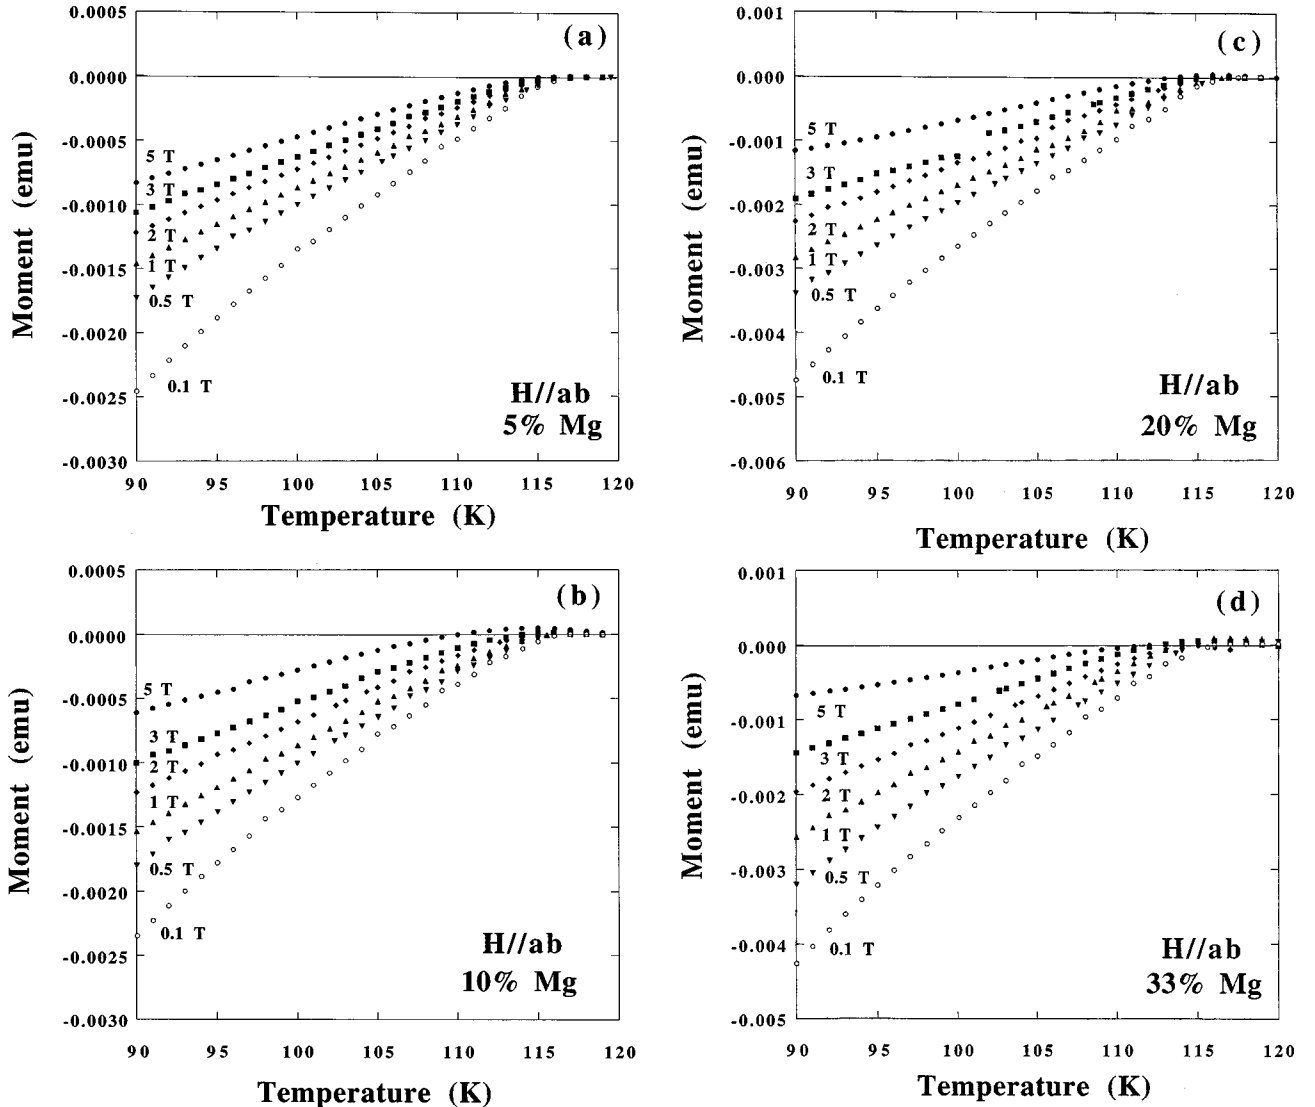 0.0005
(a)
0.0000
-0.0005
-0.0010
-0.0015
-0.0020
-0.0025
-0.0030
Moment (emu)
5 T
3 T
2 T
1 T
0.5 T
0.1 T
H//ab
5% Mg
90 95 100 105 110 115 120
Temperature (K)
0.001
(c)
0.000
-0.001
-0.002
-0.003
-0.004
-0.005
-0.006
Moment (emu)
5 T
3 T
2 T
1 T
0.5 T
0.1 T
H//ab
20% Mg
90 95 100 105 110 115 120
Temperature (K)
0.0005
(b)
0.0000
-0.0005
-0.0010
-0.0015
-0.0020
-0.0025
-0.0030
Moment (emu)
5 T
3 T
2 T
1 T
0.5 T
0.1 T
H//ab
10% Mg
90 95 100 105 110 115 120
Temperature (K)
0.001
(d)
0.000
-0.001
-0.002
-0.003
-0.004
-0.005
Moment (emu)
5 T
3 T
2 T
1 T
0.5 T
0.1 T
H//ab
33% Mg
90 95 100 105 110 115 120
Temperature (K)